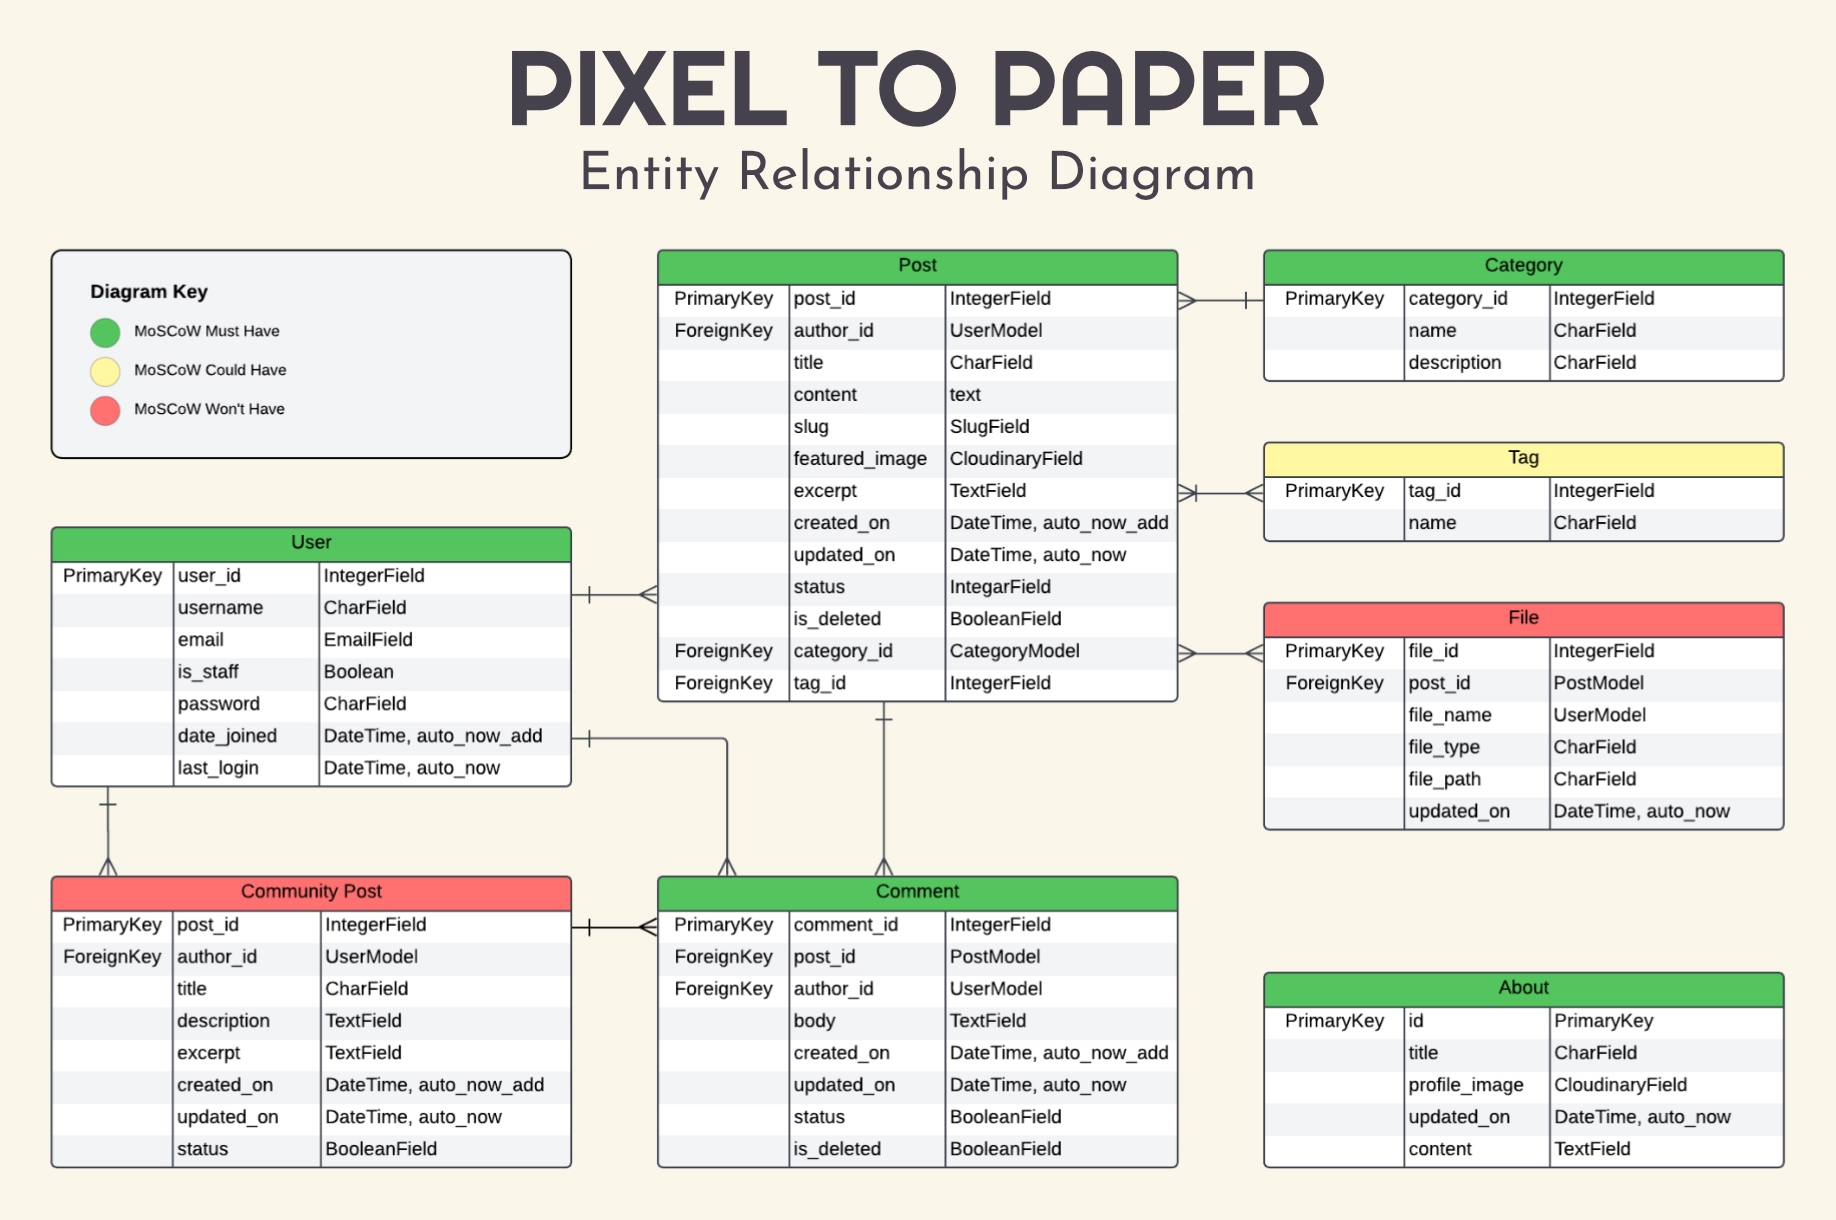 PIXEL TO PAPER
Entity Relationship Diagram
Diagram Key
MoSCoW Must Have
MoSCoW Could Have
MoSCoW Won't Have
Post
PrimaryKey post_id IntegerField
ForeignKey author_id UserModel
title CharField
content text
slug SlugField
featured_image CloudinaryField
excerpt TextField
created_on DateTime, auto_now_add
updated_on DateTime, auto_now
status IntegarField
is_deleted BooleanField
ForeignKey category_id CategoryModel
ForeignKey tag_id IntegerField
Category
PrimaryKey category_id IntegerField
name CharField
description CharField
Tag
PrimaryKey tag_id IntegerField
name CharField
User
PrimaryKey user_id IntegerField
username CharField
email EmailField
is_staff Boolean
password CharField
date_joined DateTime, auto_now_add
last_login DateTime, auto_now
File
PrimaryKey file_id IntegerField
ForeignKey post_id PostModel
file_name UserModel
file_type CharField
file_path CharField
updated_on DateTime, auto_now
Community Post
PrimaryKey post_id IntegerField
ForeignKey author_id UserModel
title CharField
description TextField
excerpt TextField
created_on DateTime, auto_now_add
updated_on DateTime, auto_now
status BooleanField
Comment
PrimaryKey comment_id IntegerField
ForeignKey post_id PostModel
ForeignKey author_id UserModel
body TextField
created_on DateTime, auto_now_add
updated_on DateTime, auto_now
status BooleanField
is_deleted BooleanField
About
PrimaryKey id PrimaryKey
title CharField
profile_image CloudinaryField
updated_on DateTime, auto_now
content TextField